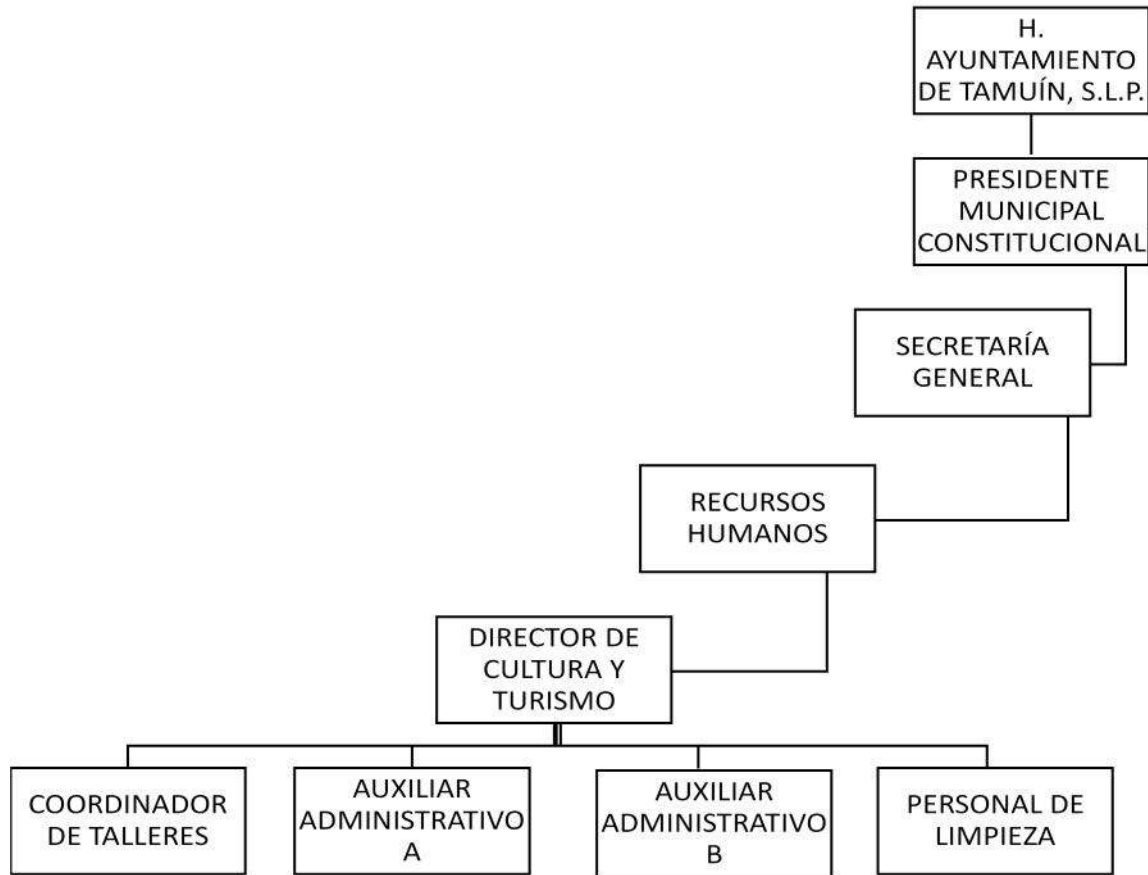 H.
AYUNTAMIENTO
DE TAMUÍN, S.L.P.
PRESIDENTE
MUNICIPAL
CONSTITUCIONAL
SECRETARÍA
GENERAL
RECURSOS
HUMANOS
DIRECTOR DE
CULTURA Y
TURISMO
COORDINADOR
DE TALLERES
AUXILIAR
ADMINISTRATIVO
A
AUXILIAR
ADMINISTRATIVO
B
PERSONAL DE
LIMPIEZA